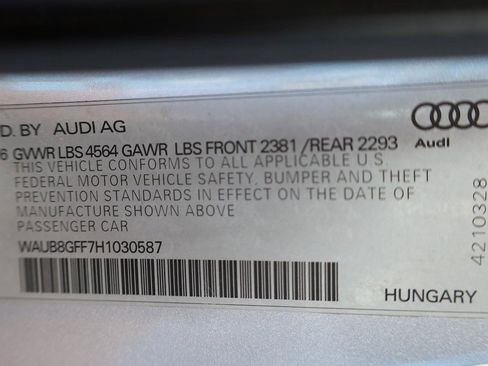 D. BY AUDI AG
6 GVWR LBS 4564 GAWR LBS FRONT 2381 /REAR 2293
THIS VEHICLE CONFORMS TO ALL APPLICABLE U.S.
FEDERAL MOTOR VEHICLE SAFETY, BUMPER AND THEFT
PREVENTION STANDARDS IN EFFECT ON THE DATE
OF MANUFACTURE SHOWN ABOVE
PASSENGER CAR
WAUB8GFF7H1030587
Audi
4210328
HUNGARY